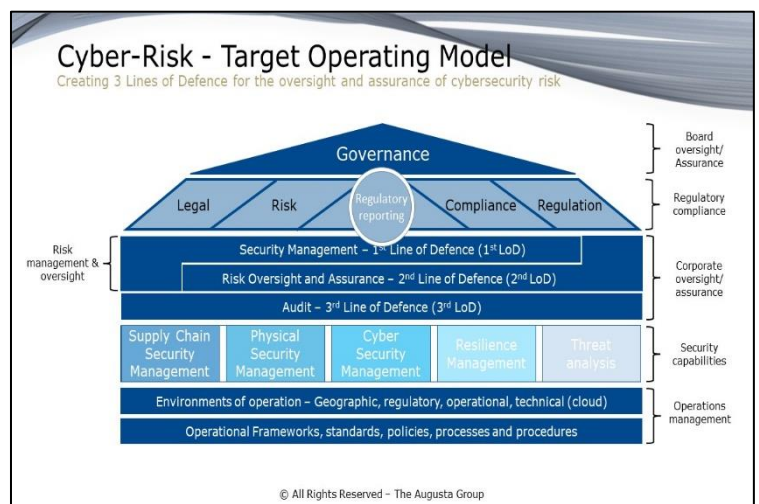 Cyber-Risk - Target Operating Model
Creating 3 Lines of Defence for the oversight and assurance of cybersecurity risk
Governance
Board
oversight/
Assurance
Legal
Risk
Regulatory
reporting
Compliance
Regulation
Regulatory
compliance
Risk
management &
oversight
Security Management – 1st Line of Defence (1st LoD)
Risk Oversight and Assurance – 2nd Line of Defence (2nd LoD)
Audit – 3rd Line of Defence (3rd LoD)
Corporate
oversight/
assurance
Supply Chain
Security
Management
Physical
Security
Management
Cyber
Security
Management
Resilience
Management
Threat
analysis
Security
capabilities
Environments of operation – Geographic, regulatory, operational, technical (cloud)
Operational Frameworks, standards, policies, processes and procedures
Operations
management
© All Rights Reserved – The Augusta Group